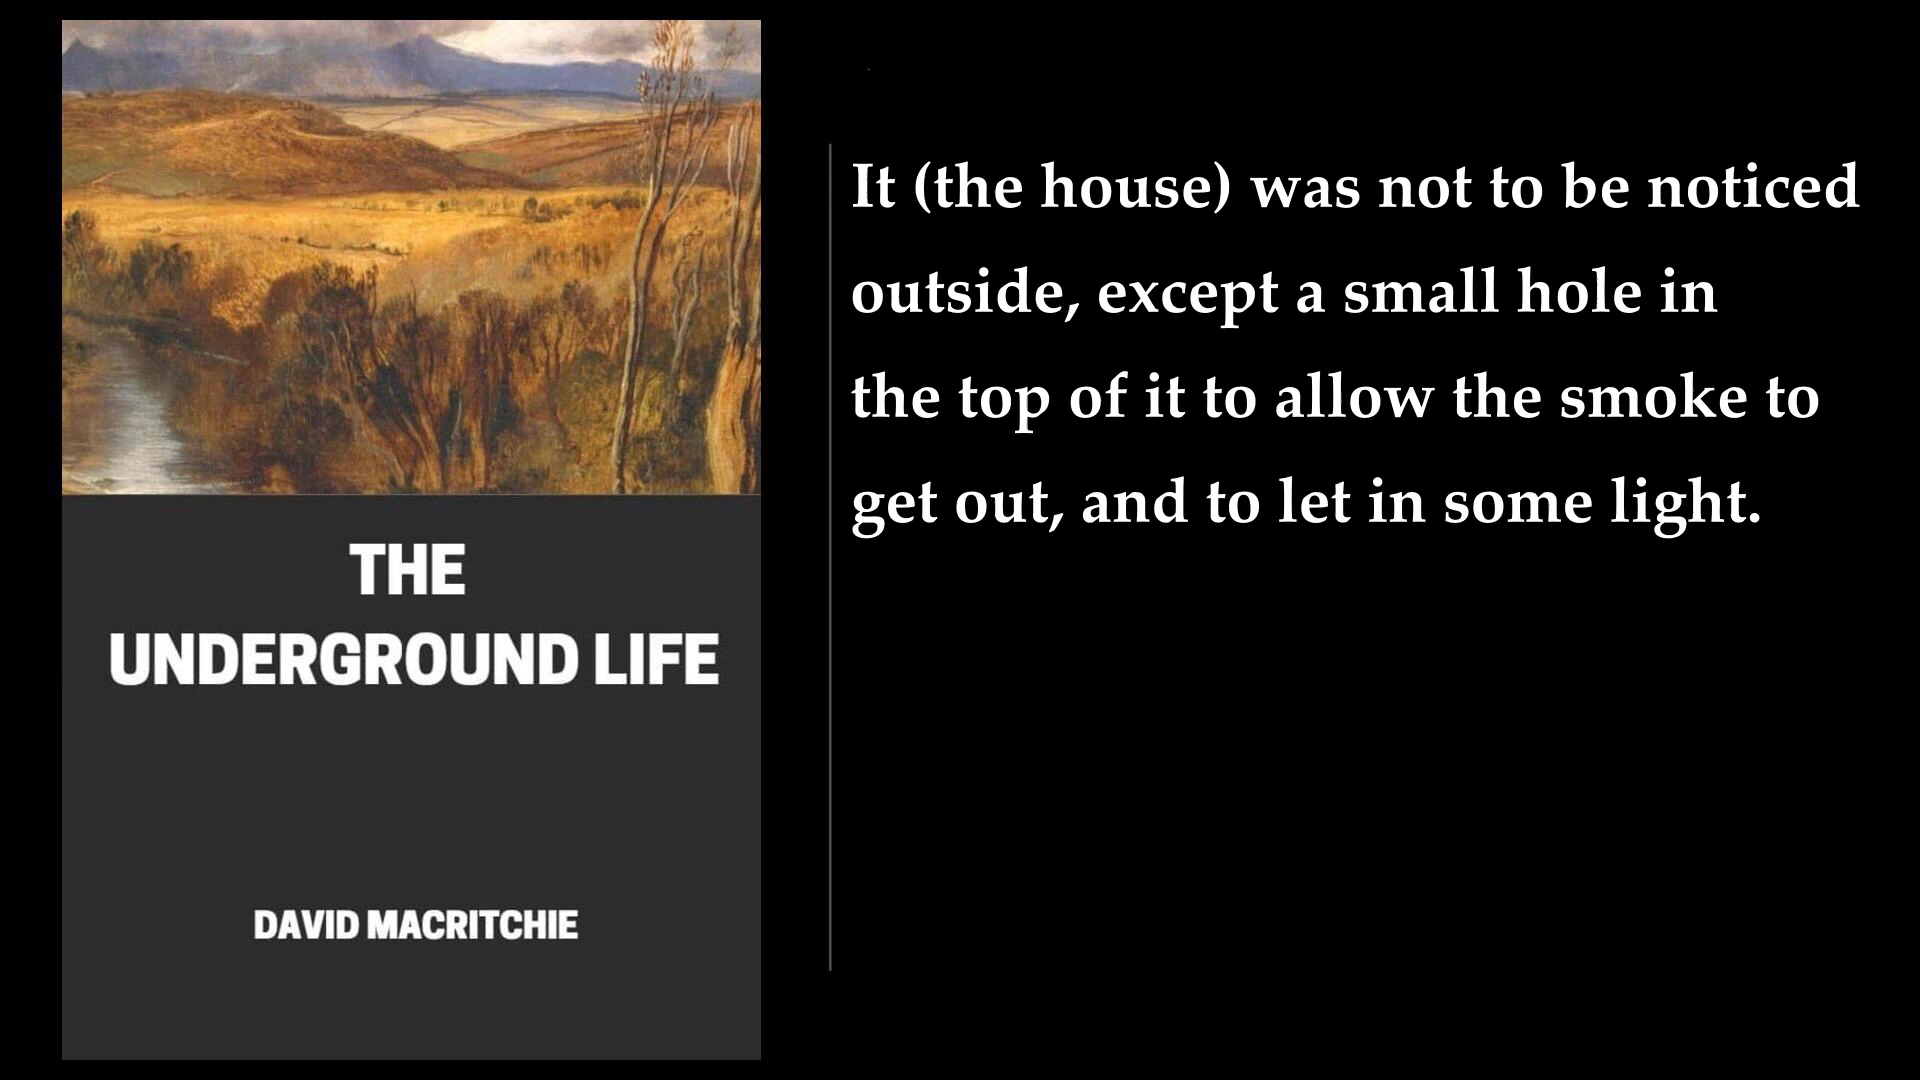 THE
UNDERGROUND LIFE
DAVID MACRITCHIE
It (the house) was not to be noticed
outside, except a small hole in
the top of it to allow the smoke to
get out, and to let in some light.